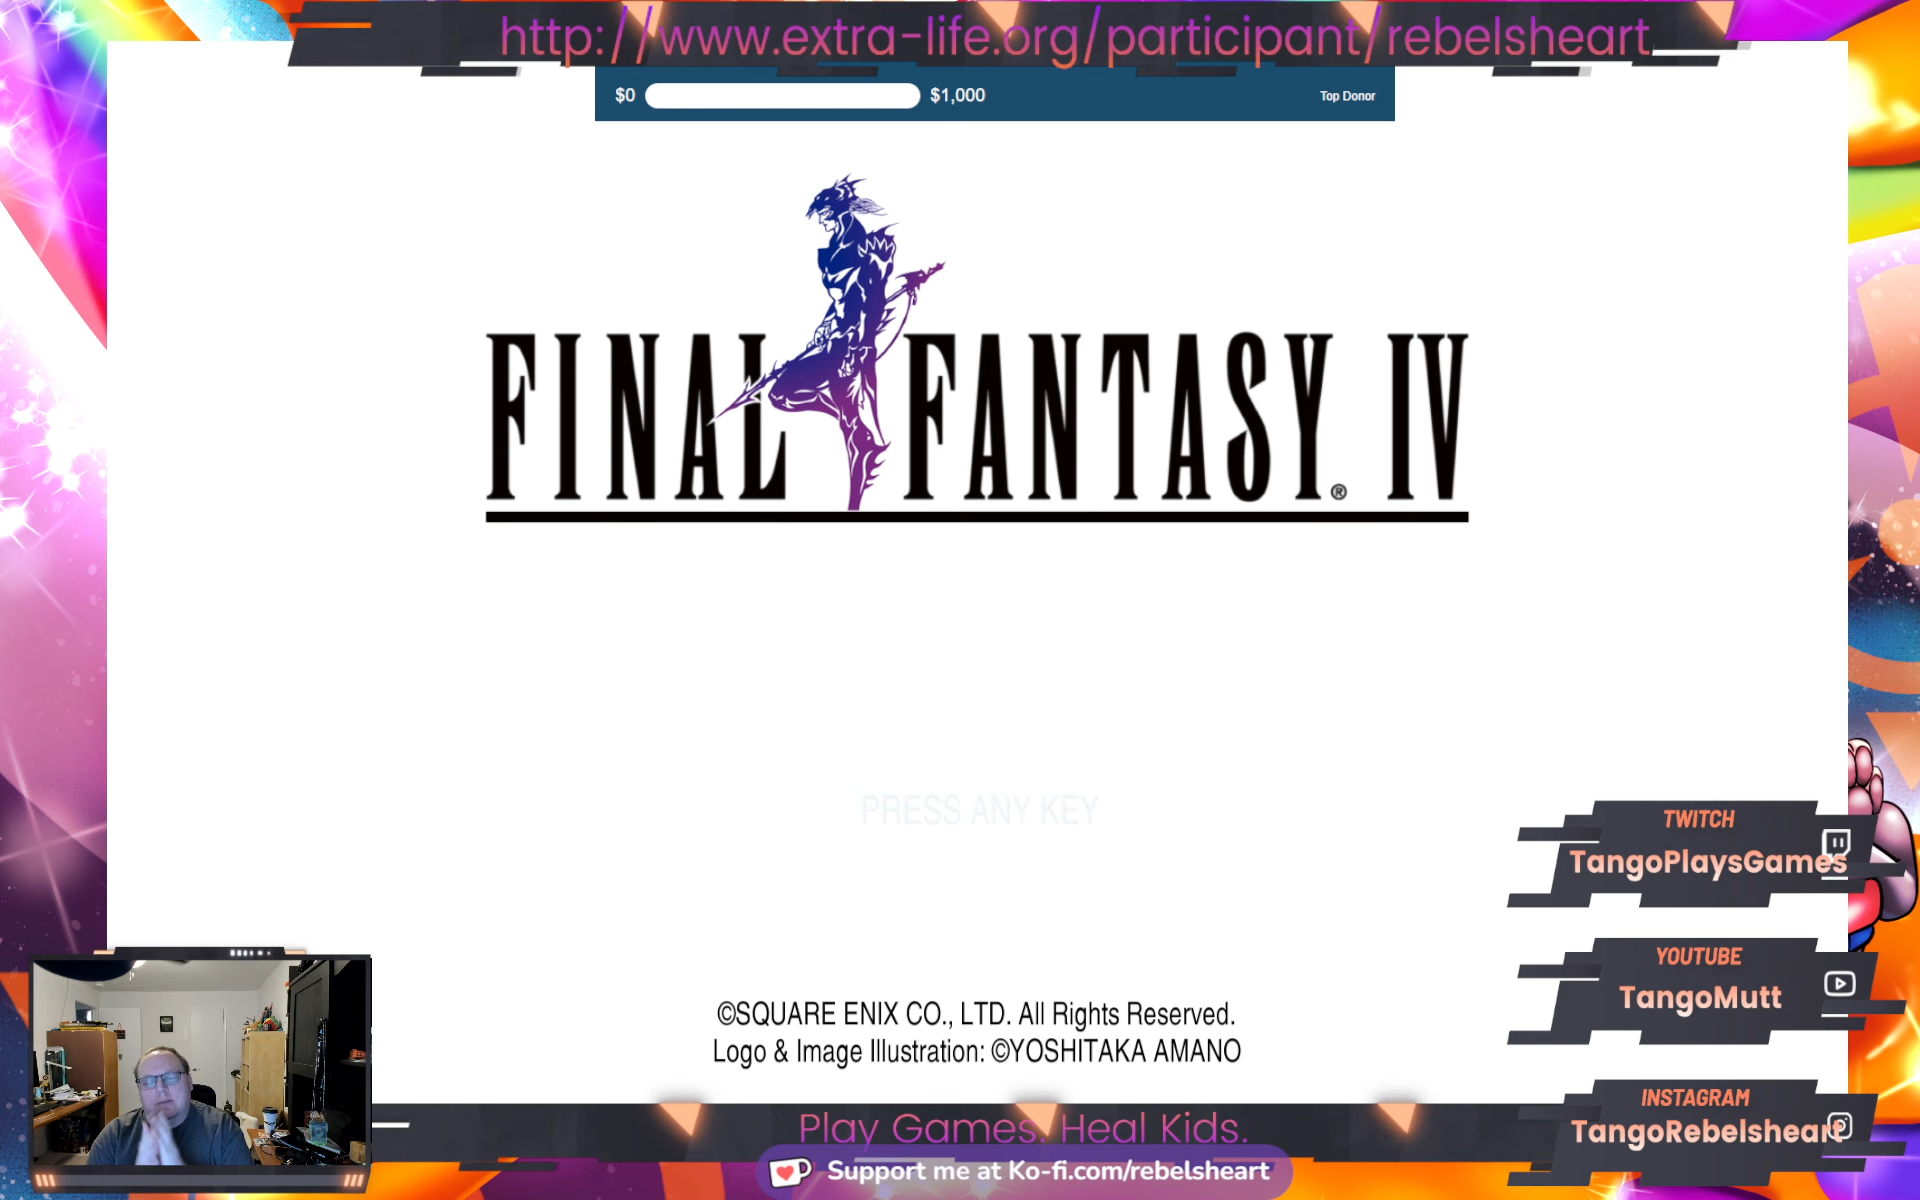 http://www.extra-life.org/participant/rebelsheart
$0 $1,000 Top Donor
FINAL FANTASY® IV
PRESS ANY KEY
TWITCH
TangoPlaysGames
YOUTUBE
TangoMutt
©SQUARE ENIX CO., LTD. All Rights Reserved.
Logo & Image Illustration: ©YOSHITAKA AMANO
INSTAGRAM
TangoRebelsheart
Play Games. Heal Kids.
Support me at Ko-fi.com/rebelsheart